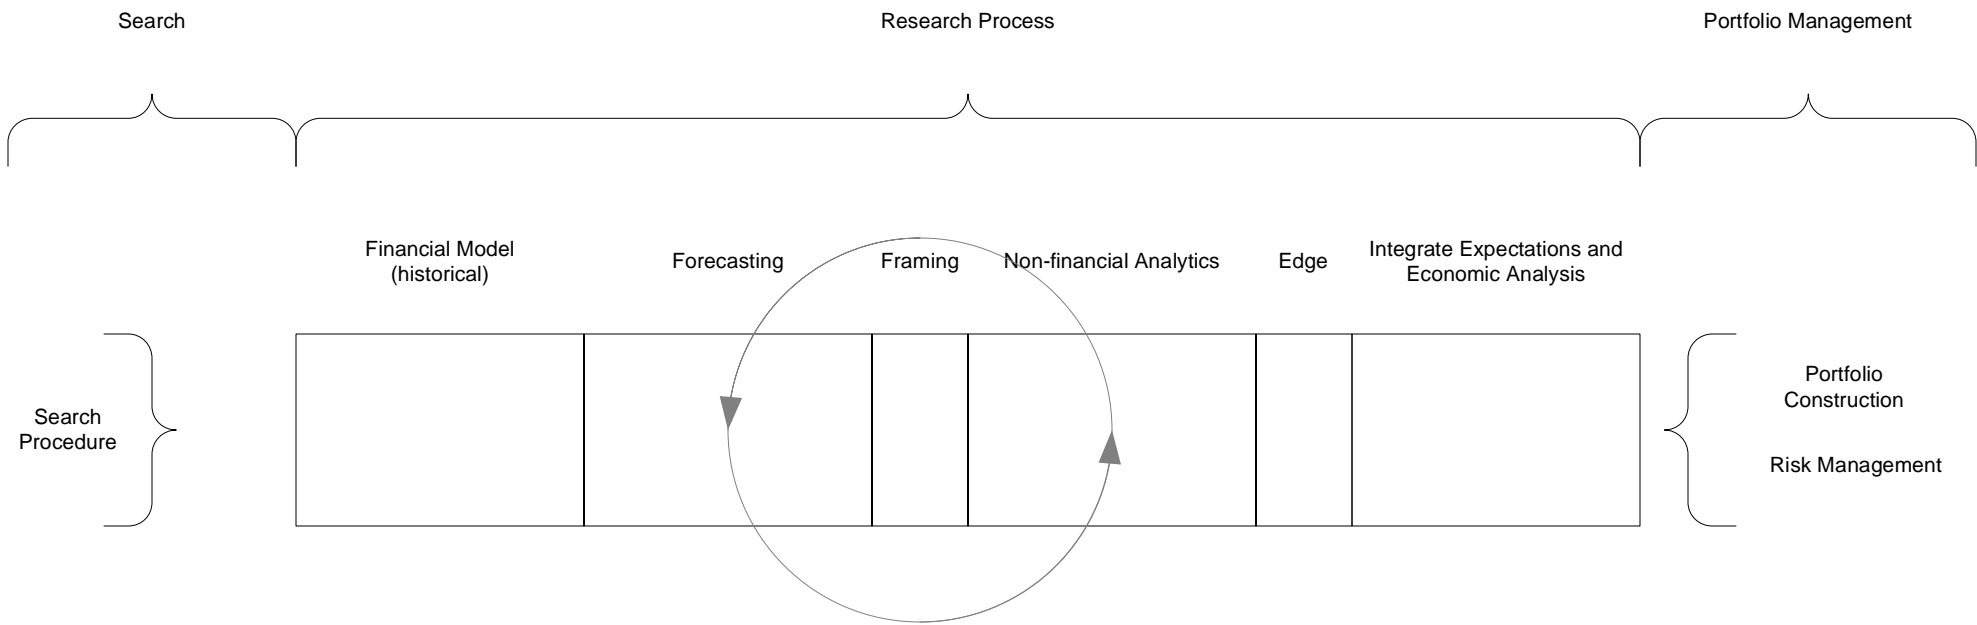 Search
Research Process
Portfolio Management
Financial Model
(historical)
Forecasting
Framing
Non-financial Analytics
Edge
Integrate Expectations and
Economic Analysis
Search
Procedure
Portfolio
Construction
Risk Management